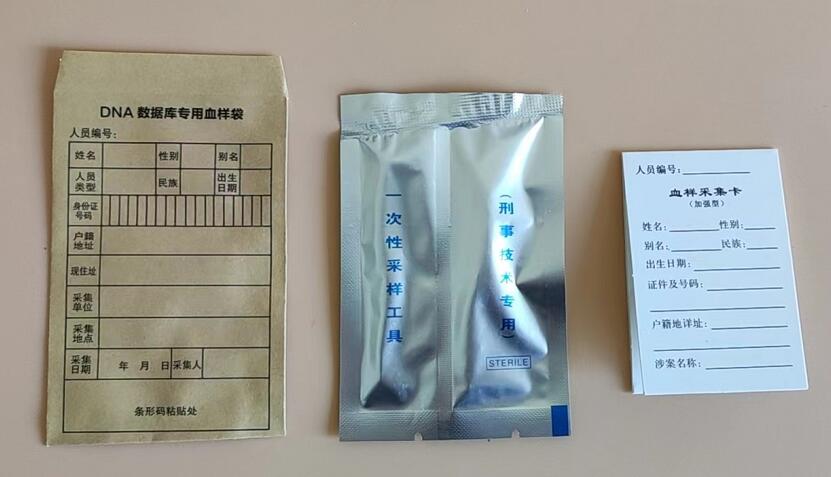 DNA 数据库专用血样袋
人员编号：
姓名 性别 别名
人员类型 民族 出生日期
身份证号码
户籍地址
现住址
采集单位
采集地点
采集日期 年 月 日 采集人
条形码粘贴处
一次性采样工具
（刑事技术专用）
STERILE
人员编号：
血样采集卡
（加强型）
姓名： 性别：
别名： 民族：
出生日期：
证件及号码：
户籍地详址：
涉案名称：